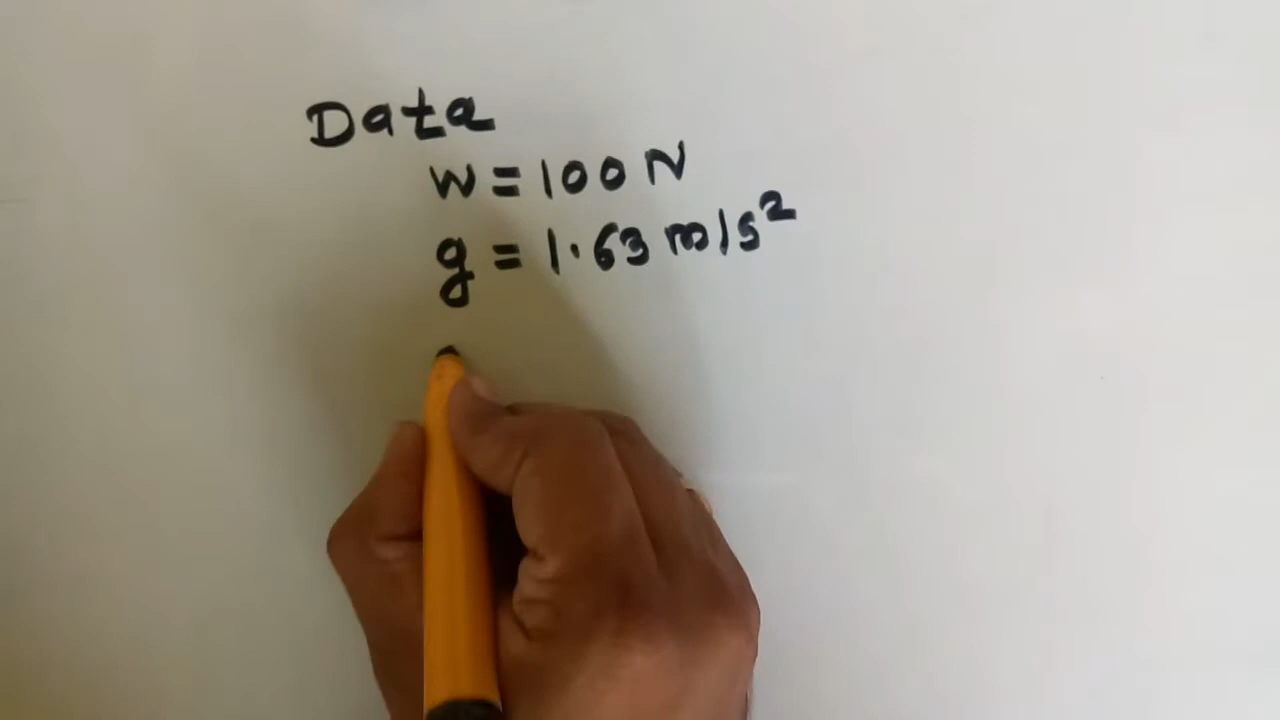 Data
W = 100 N
g = 1.63 m/s²